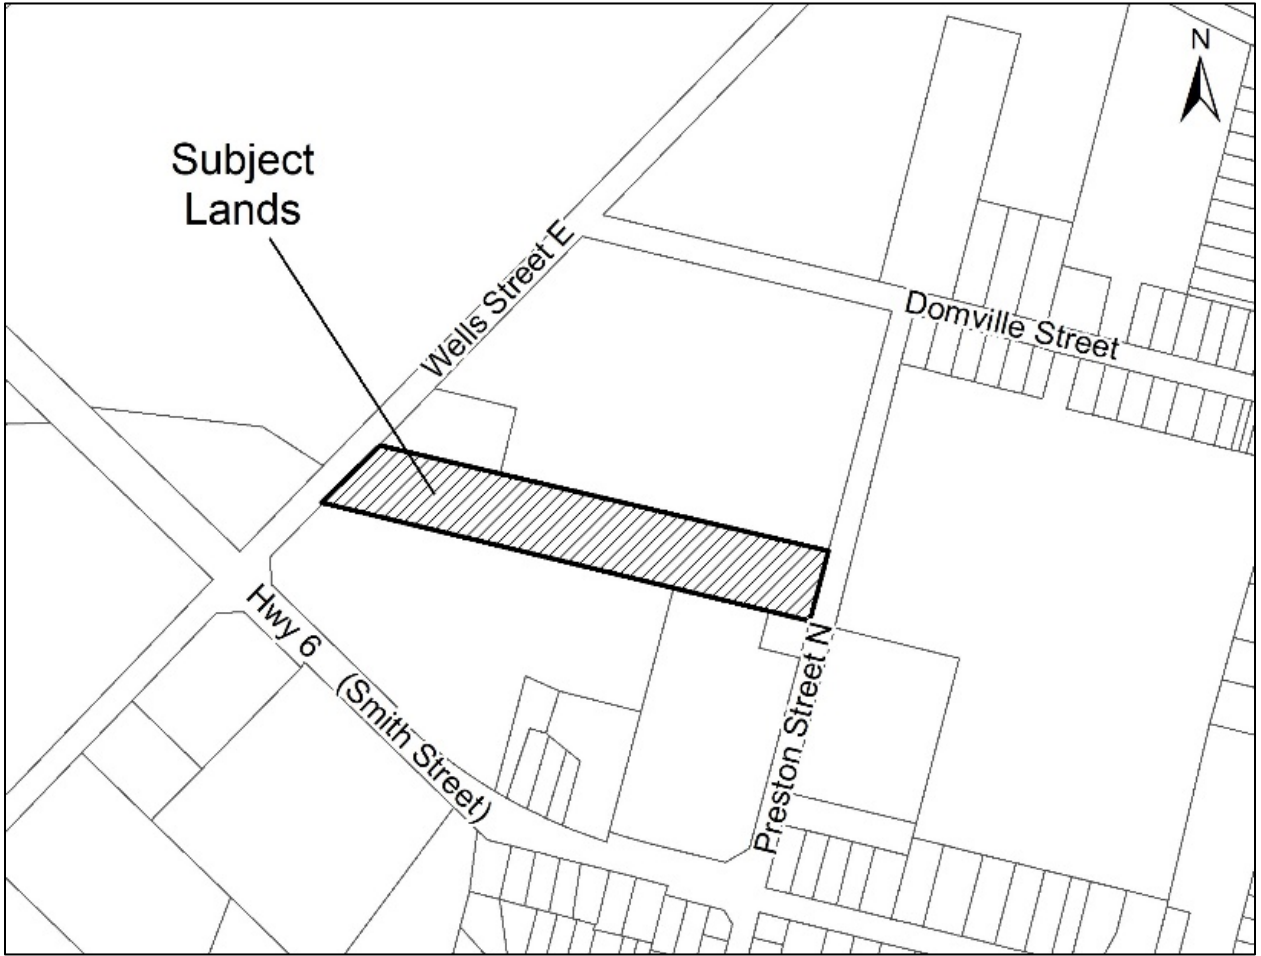 N
Subject
Lands
Wells Street E
Domville Street
Hwy 6 (Smith Street)
Preston Street N